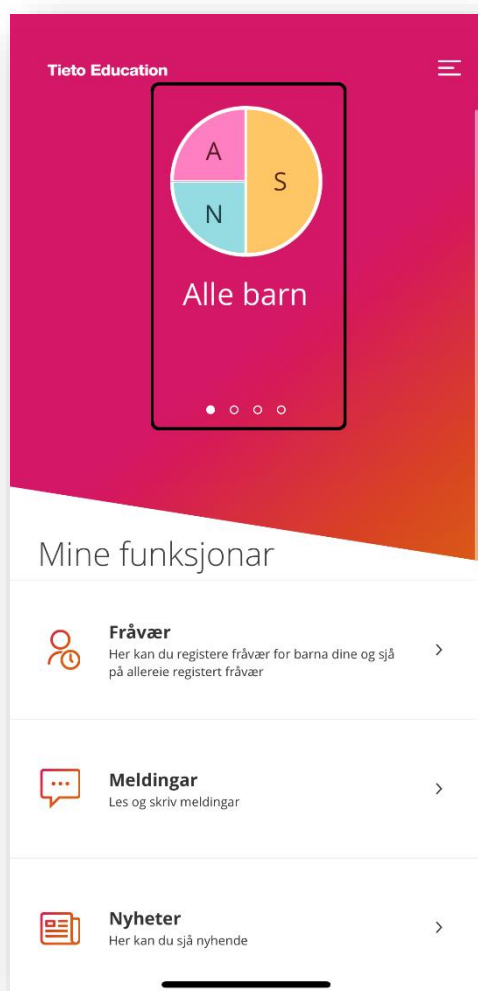 Tieto Education
A
S
N
Alle barn
Mine funksjonar
Fråvær
Her kan du registere fråvær for barna dine og sjå
på allereie registert fråvær
Meldingar
Les og skriv meldingar
Nyheter
Her kan du sjå nyhende